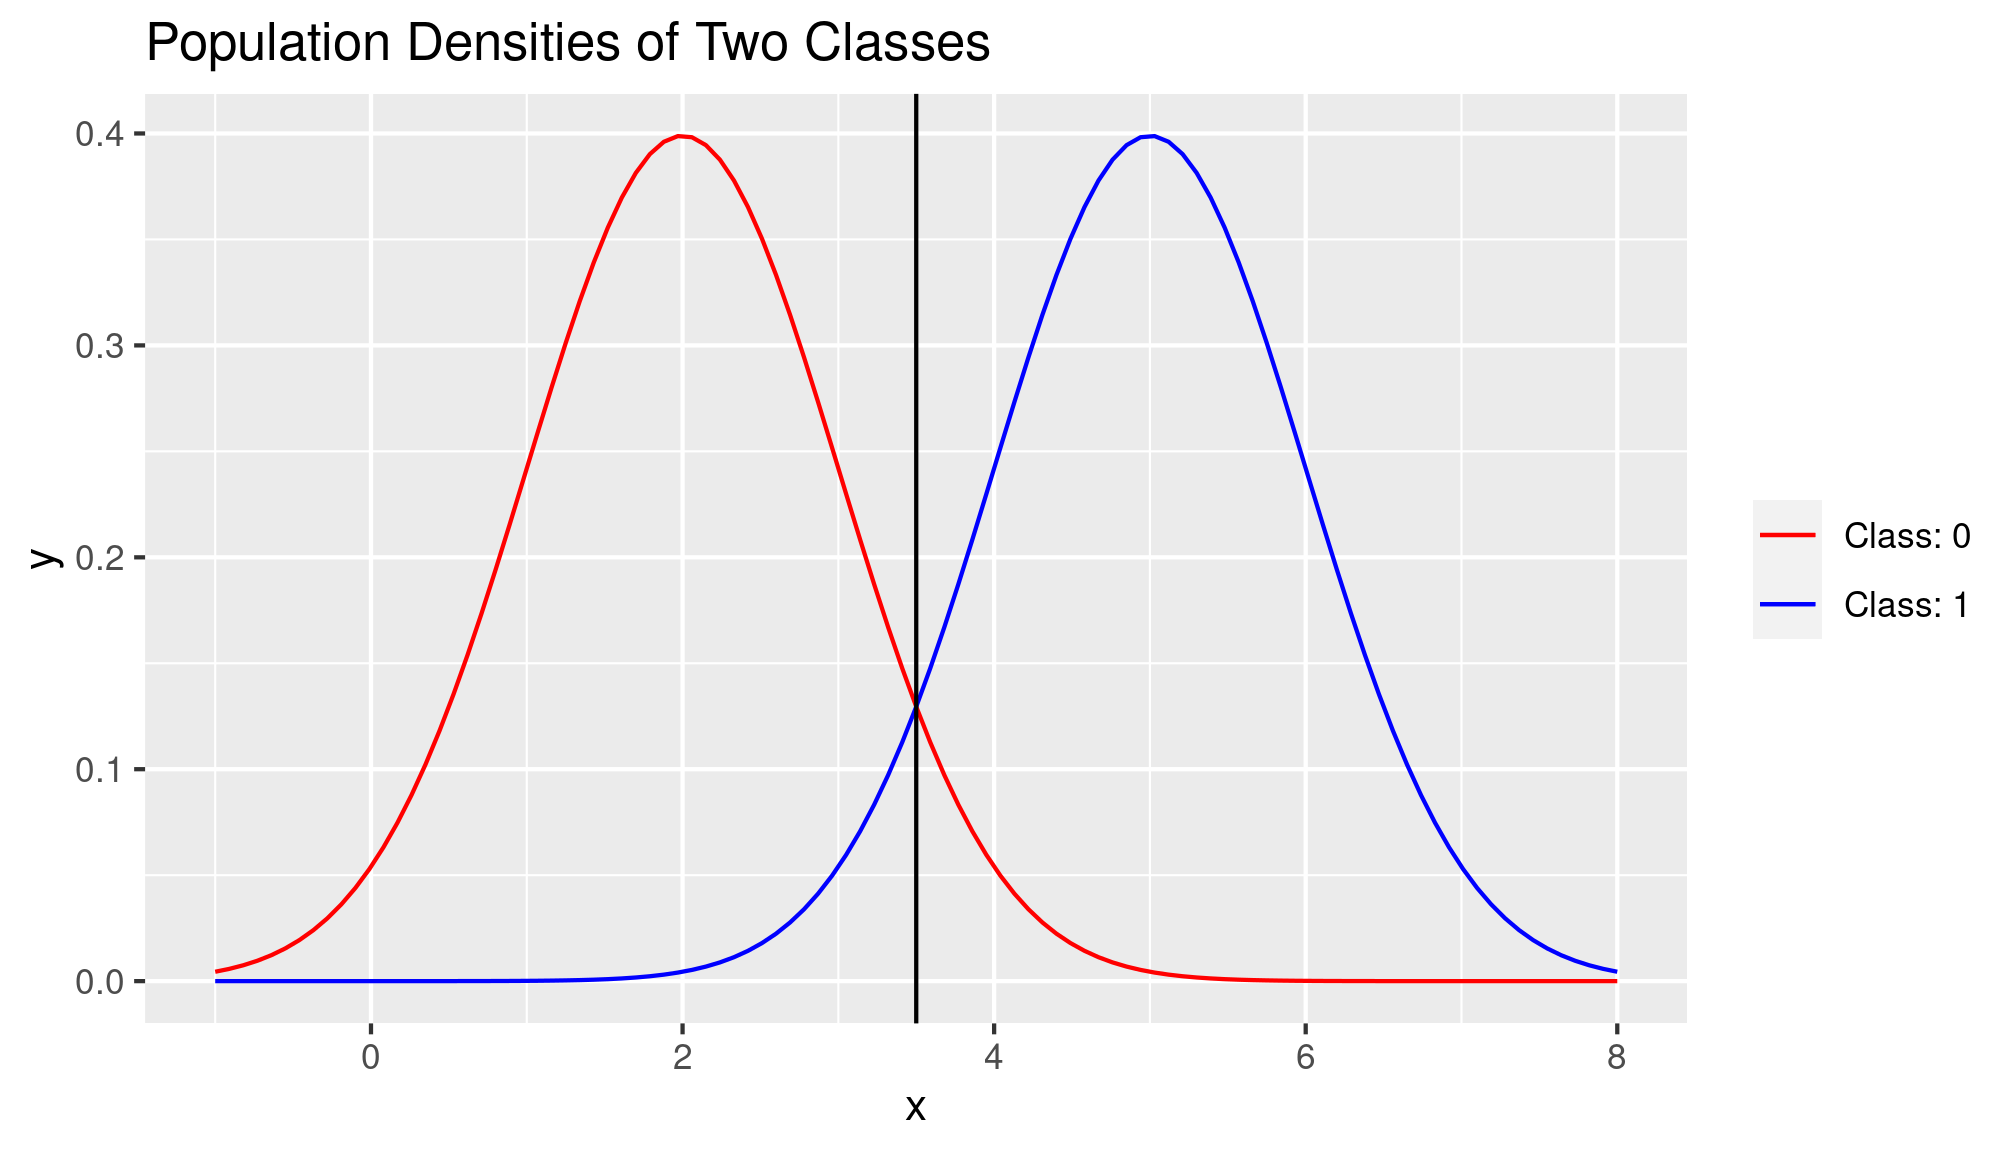 Population Densities of Two Classes
0.4
0.3
0.2
0.1
0.0
y
0 2 4 6 8
x
Class: 0
Class: 1